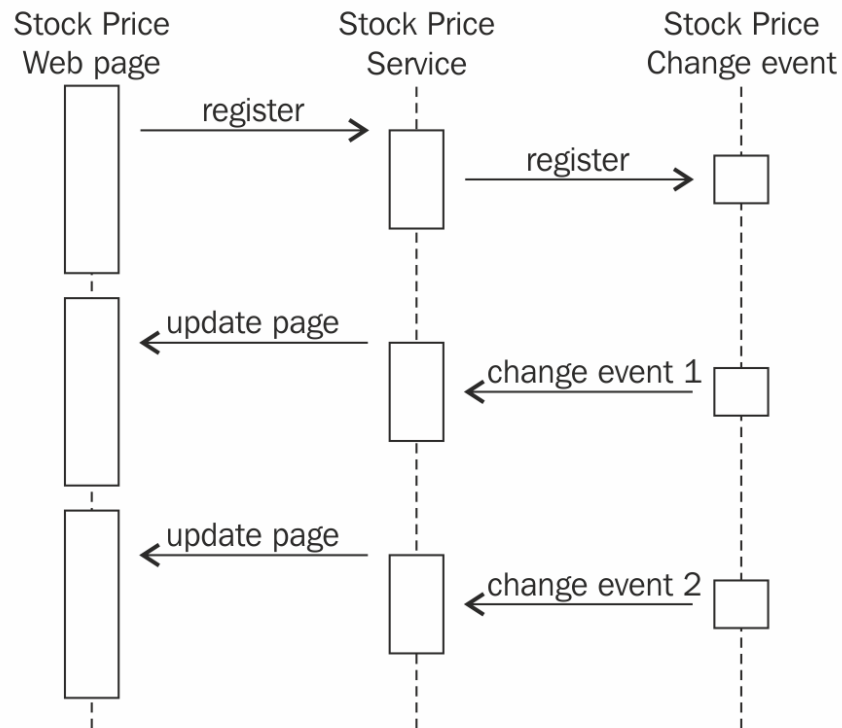 Stock Price
Web page
Stock Price
Service
Stock Price
Change event
register
register
update page
change event 1
update page
change event 2